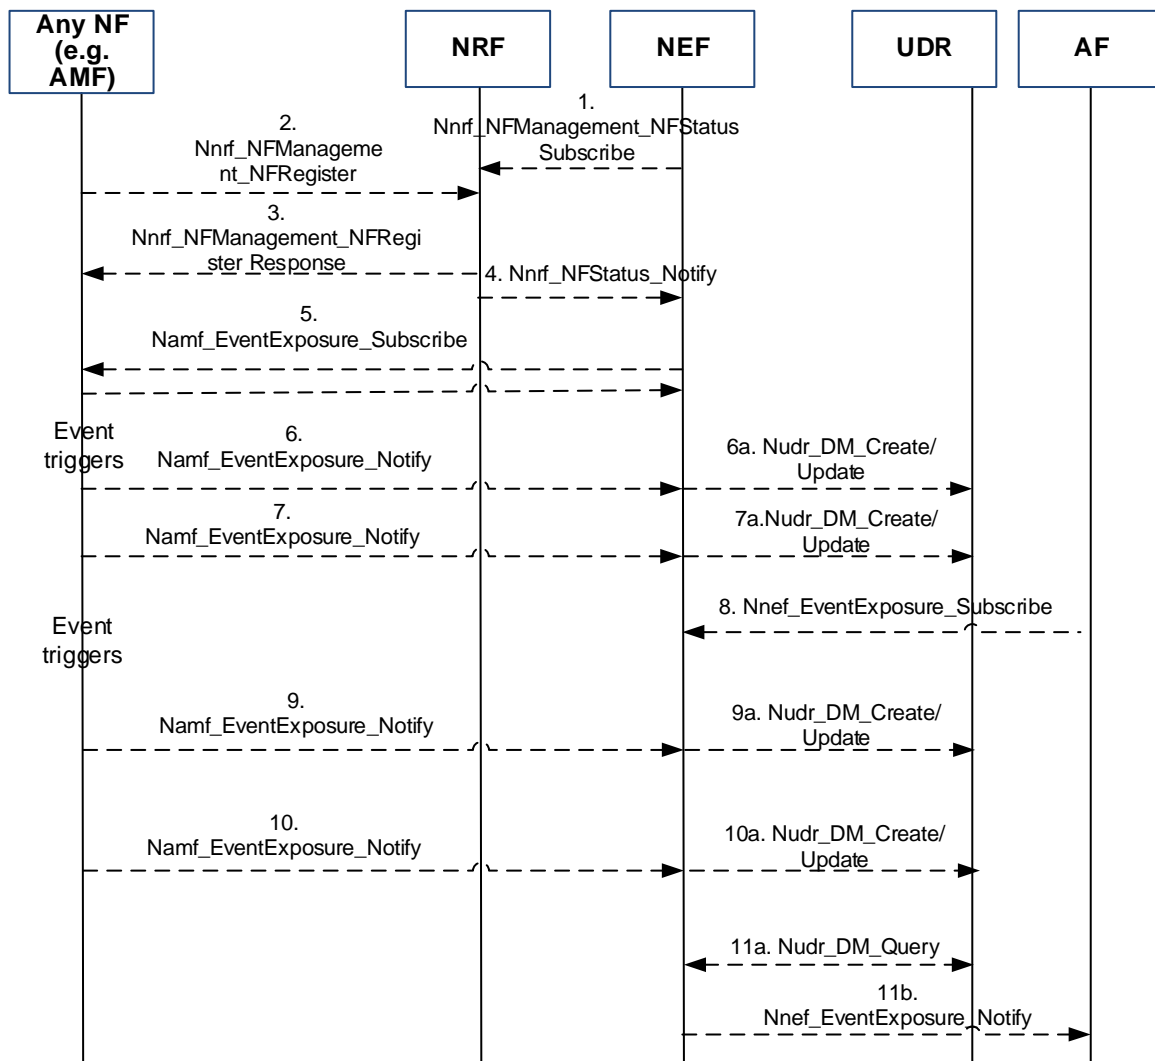 Any NF
(e.g.
AMF)
NRF
NEF
UDR
AF
1.
Nnrf_NFManagement_NFStatus
Subscribe
2.
Nnrf_NFManageme
nt_NFRegister
3.
Nnrf_NFManagement_NFRegi
ster Response
4. Nnrf_NFStatus_Notify
5.
Namf_EventExposure_Subscribe
Event
triggers
6.
Namf_EventExposure_Notify
6a. Nudr_DM_Create/
Update
7.
Namf_EventExposure_Notify
7a.Nudr_DM_Create/
Update
8. Nnef_EventExposure_Subscribe
Event
triggers
9.
Namf_EventExposure_Notify
9a. Nudr_DM_Create/
Update
10.
Namf_EventExposure_Notify
10a. Nudr_DM_Create/
Update
11a. Nudr_DM_Query
11b.
Nnef_EventExposure_Notify